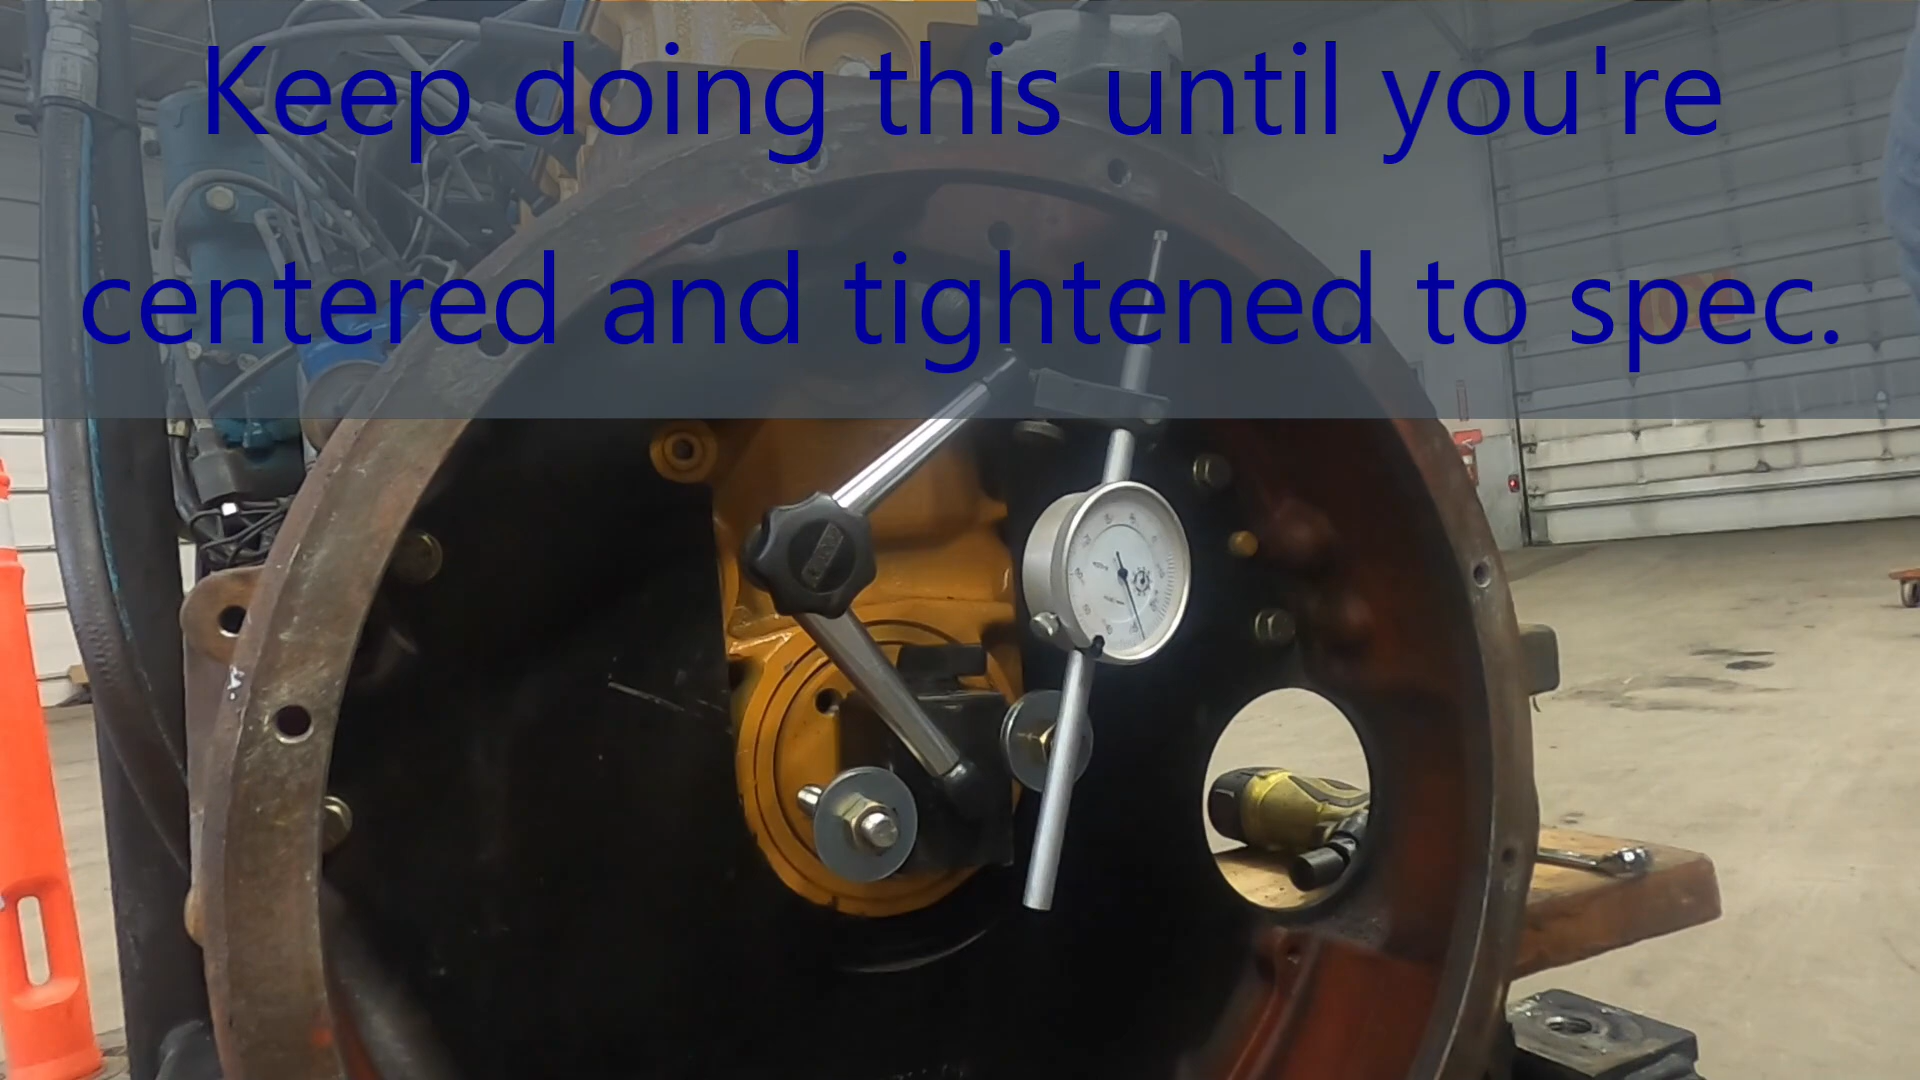 Keep doing this until you're
centered and tightened to spec.